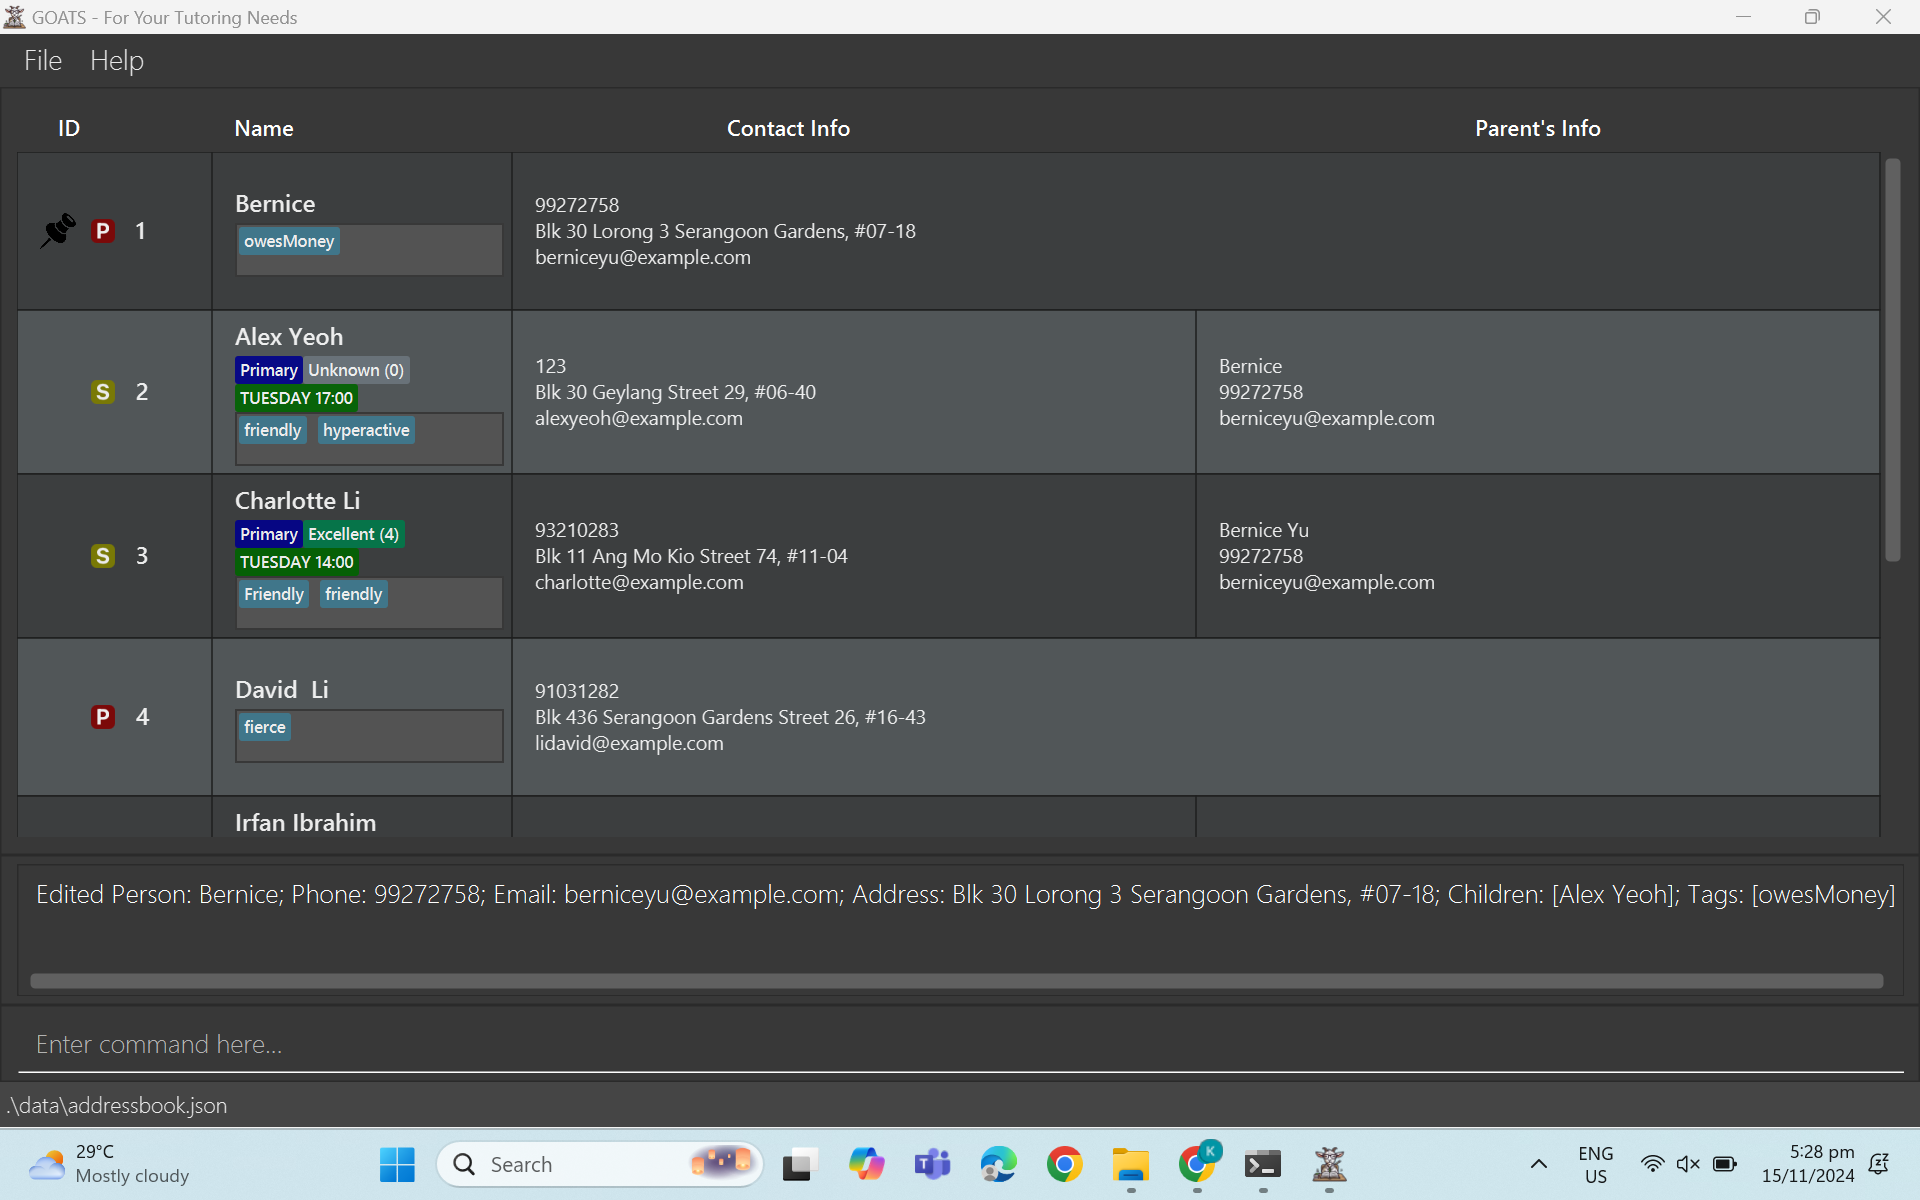 GOATS - For Your Tutoring Needs
File Help
ID Name Contact Info Parent's Info
P 1
Bernice
owesMoney
99272758
Blk 30 Lorong 3 Serangoon Gardens, #07-18
berniceyu@example.com
S 2
Alex Yeoh
Primary Unknown (0)
TUESDAY 17:00
friendly hyperactive
123
Blk 30 Geylang Street 29, #06-40
alexyeoh@example.com
Bernice
99272758
berniceyu@example.com
S 3
Charlotte Li
Primary Excellent (4)
TUESDAY 14:00
Friendly friendly
93210283
Blk 11 Ang Mo Kio Street 74, #11-04
charlotte@example.com
Bernice Yu
99272758
berniceyu@example.com
P 4
David  Li
fierce
91031282
Blk 436 Serangoon Gardens Street 26, #16-43
lidavid@example.com
Irfan Ibrahim
Edited Person: Bernice; Phone: 99272758; Email: berniceyu@example.com; Address: Blk 30 Lorong 3 Serangoon Gardens, #07-18; Children: [Alex Yeoh]; Tags: [owesMoney]
Enter command here...
.\data\addressbook.json
29°C
Mostly cloudy
Search
K
ENG
US
5:28 pm
15/11/2024